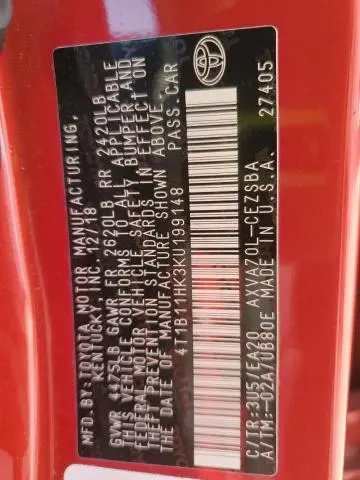 MFD. BY: TOYOTA MOTOR MANUFACTURING,
KENTUCKY, INC. 12/18
GVWR 4475LB GAWR FR 2620LB RR 2420LB
THIS VEHICLE CONFORMS TO ALL APPLICABLE
FEDERAL MOTOR VEHICLE SAFETY, BUMPER, AND
THEFT PREVENTION STANDARDS IN EFFECT ON
THE DATE OF MANUFACTURE SHOWN ABOVE.
4T1B11HK3KU199148 PASS.CAR
C/TR:3U5/EA20 AXVA70L-CEZSBA
A/TM:-02A/UB80E MADE IN U.S.A. 27405